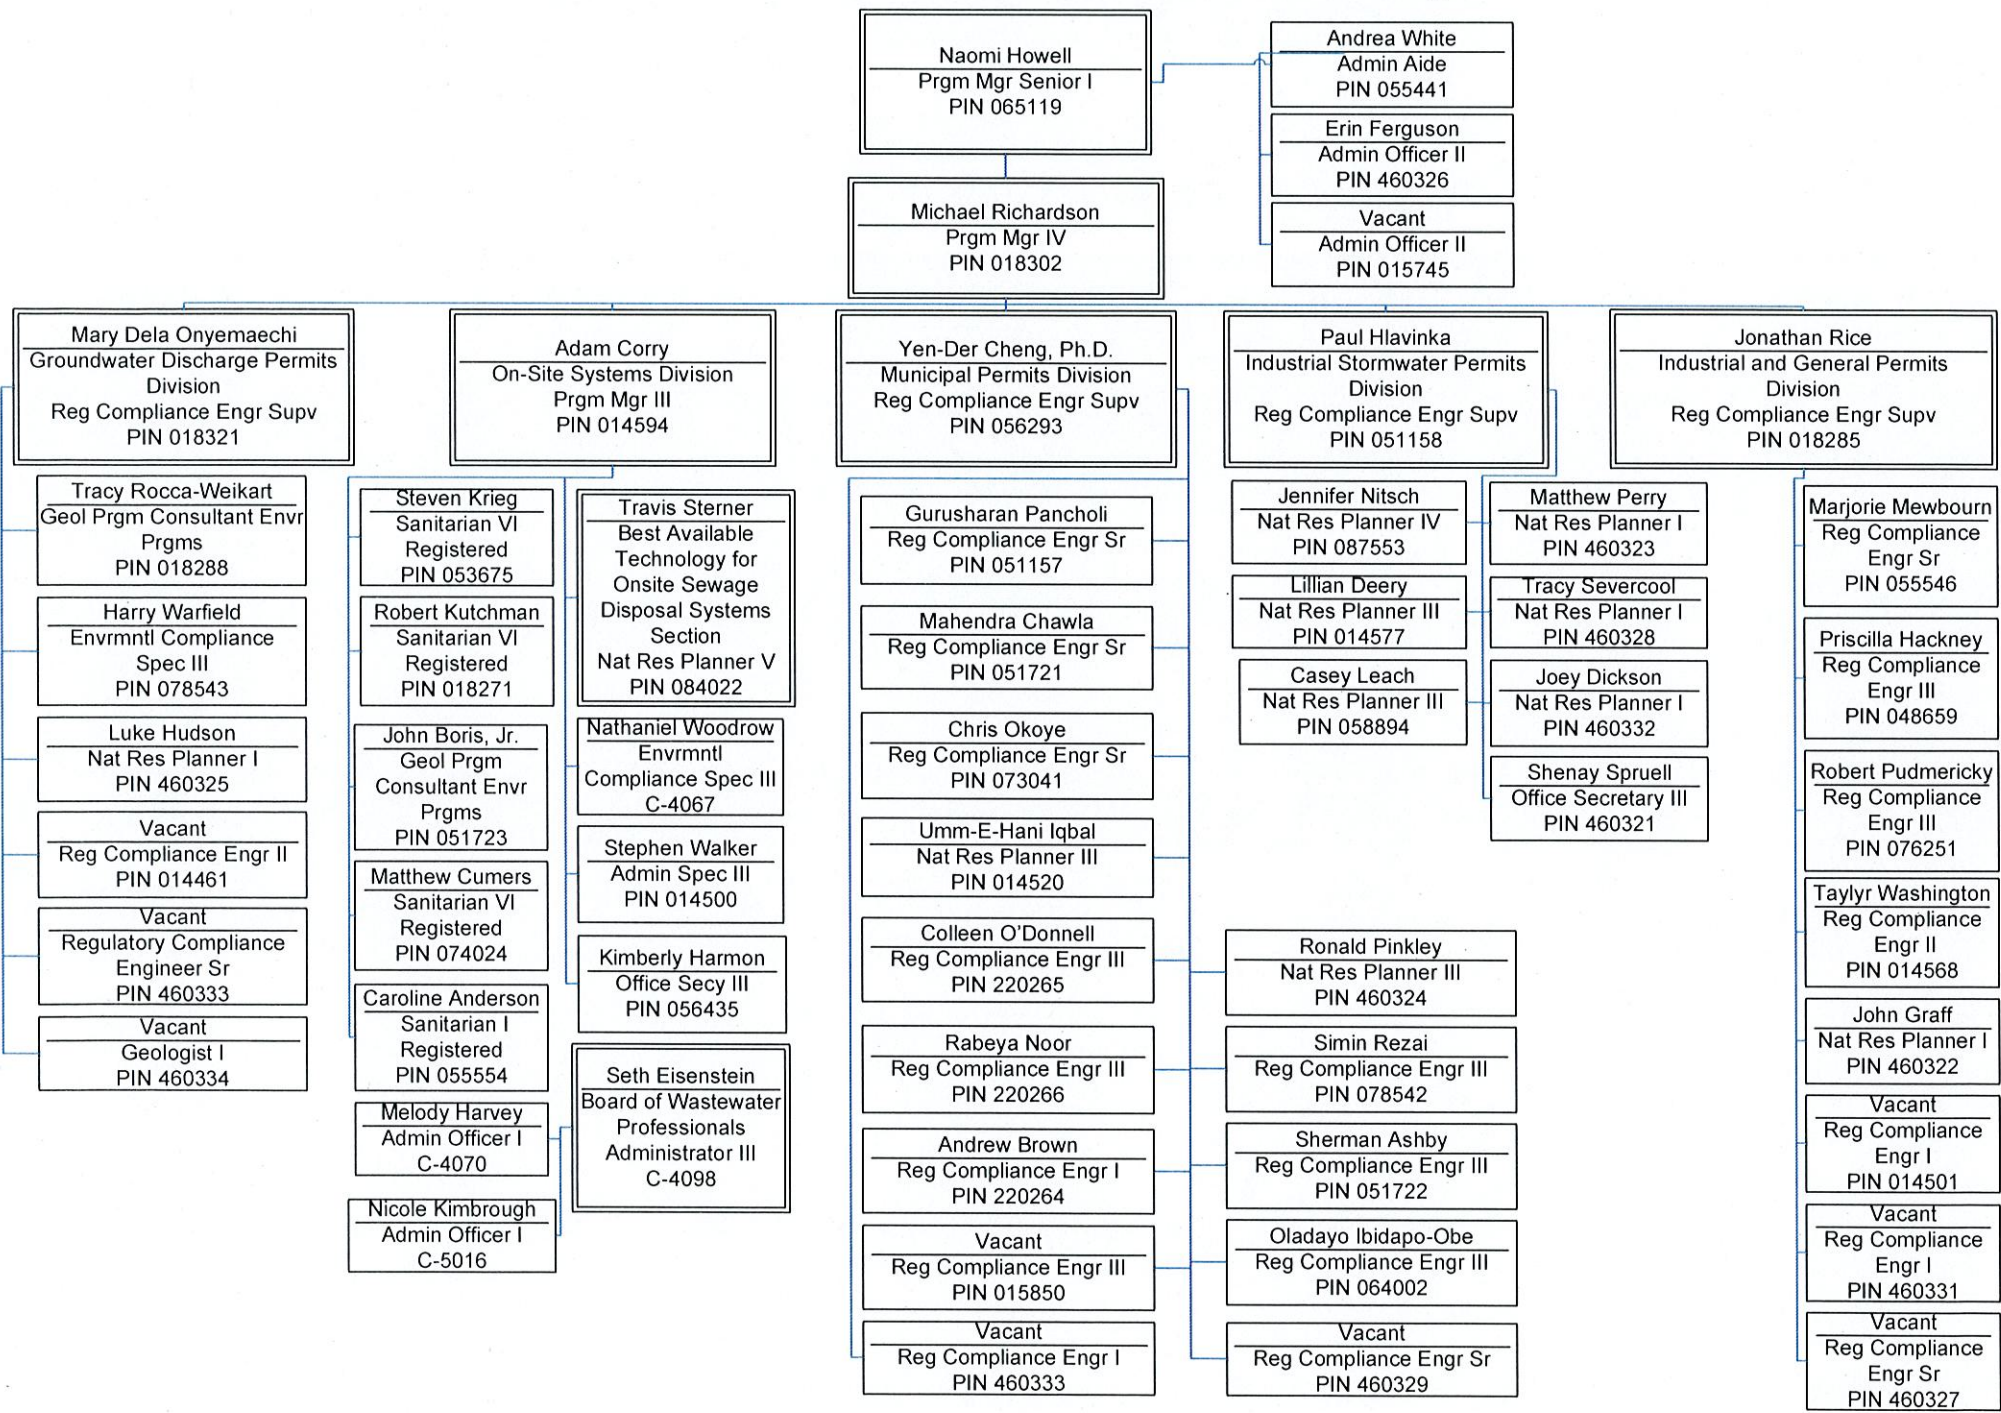 Naomi Howell
Prgm Mgr Senior I
PIN 065119
Andrea White
Admin Aide
PIN 055441
Erin Ferguson
Admin Officer II
PIN 460326
Vacant
Admin Officer II
PIN 015745
Michael Richardson
Prgm Mgr IV
PIN 018302
Mary Dela Onyemaechi
Groundwater Discharge Permits
Division
Reg Compliance Engr Supv
PIN 018321
Tracy Rocca-Weikart
Geol Prgm Consultant Envr
Prgms
PIN 018288
Harry Warfield
Envrmntl Compliance
Spec III
PIN 078543
Luke Hudson
Nat Res Planner I
PIN 460325
Vacant
Reg Compliance Engr II
PIN 014461
Vacant
Regulatory Compliance
Engineer Sr
PIN 460333
Vacant
Geologist I
PIN 460334
Adam Corry
On-Site Systems Division
Prgm Mgr III
PIN 014594
Steven Krieg
Sanitarian VI
Registered
PIN 053675
Robert Kutchman
Sanitarian VI
Registered
PIN 018271
John Boris, Jr.
Geol Prgm
Consultant Envr
Prgms
PIN 051723
Matthew Cumers
Sanitarian VI
Registered
PIN 074024
Caroline Anderson
Sanitarian I
Registered
PIN 055554
Melody Harvey
Admin Officer I
C-4070
Nicole Kimbrough
Admin Officer I
C-5016
Travis Sterner
Best Available
Technology for
Onsite Sewage
Disposal Systems
Section
Nat Res Planner V
PIN 084022
Nathaniel Woodrow
Envrmntl
Compliance Spec III
C-4067
Stephen Walker
Admin Spec III
PIN 014500
Kimberly Harmon
Office Secy III
PIN 056435
Seth Eisenstein
Board of Wastewater
Professionals
Administrator III
C-4098
Yen-Der Cheng, Ph.D.
Municipal Permits Division
Reg Compliance Engr Supv
PIN 056293
Gurusharan Pancholi
Reg Compliance Engr Sr
PIN 051157
Mahendra Chawla
Reg Compliance Engr Sr
PIN 051721
Chris Okoye
Reg Compliance Engr Sr
PIN 073041
Umm-E-Hani Iqbal
Nat Res Planner III
PIN 014520
Colleen O'Donnell
Reg Compliance Engr III
PIN 220265
Rabeya Noor
Reg Compliance Engr III
PIN 220266
Andrew Brown
Reg Compliance Engr I
PIN 220264
Vacant
Reg Compliance Engr III
PIN 015850
Vacant
Reg Compliance Engr I
PIN 460333
Ronald Pinkley
Nat Res Planner III
PIN 460324
Simin Rezai
Reg Compliance Engr III
PIN 078542
Sherman Ashby
Reg Compliance Engr III
PIN 051722
Oladayo Ibidapo-Obe
Reg Compliance Engr III
PIN 064002
Vacant
Reg Compliance Engr Sr
PIN 460329
Paul Hlavinka
Industrial Stormwater Permits
Division
Reg Compliance Engr Supv
PIN 051158
Jennifer Nitsch
Nat Res Planner IV
PIN 087553
Lillian Deery
Nat Res Planner III
PIN 014577
Casey Leach
Nat Res Planner III
PIN 058894
Matthew Perry
Nat Res Planner I
PIN 460323
Tracy Severcool
Nat Res Planner I
PIN 460328
Joey Dickson
Nat Res Planner I
PIN 460332
Shenay Spruell
Office Secretary III
PIN 460321
Jonathan Rice
Industrial and General Permits
Division
Reg Compliance Engr Supv
PIN 018285
Marjorie Mewbourn
Reg Compliance
Engr Sr
PIN 055546
Priscilla Hackney
Reg Compliance
Engr III
PIN 048659
Robert Pudmericky
Reg Compliance
Engr III
PIN 076251
Taylyr Washington
Reg Compliance
Engr II
PIN 014568
John Graff
Nat Res Planner I
PIN 460322
Vacant
Reg Compliance
Engr I
PIN 014501
Vacant
Reg Compliance
Engr I
PIN 460331
Vacant
Reg Compliance
Engr Sr
PIN 460327